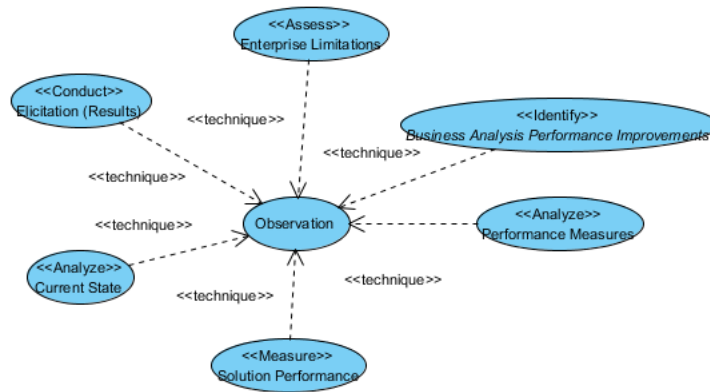 <<Assess>>
Enterprise Limitations
<<Conduct>>
Elicitation (Results)
<<technique>>
<<Identify>>
Business Analysis Performance Improvements
<<technique>>
<<technique>>
<<technique>>
Observation
<<Analyze>>
Performance Measures
<<Analyze>>
Current State
<<technique>>
<<technique>>
<<Measure>>
Solution Performance